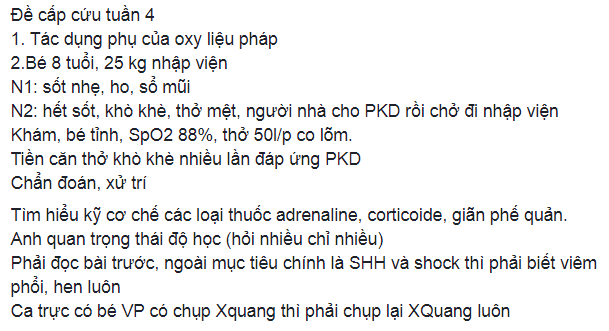 Đề cấp cứu tuần 4
1. Tác dụng phụ của oxy liệu pháp
2.Bé 8 tuổi, 25 kg nhập viện
N1: sốt nhẹ, ho, sổ mũi
N2: hết sốt, khò khè, thở mệt, người nhà cho PKD rồi chở đi nhập viện
Khám, bé tỉnh, SpO2 88%, thở 50l/p co lõm.
Tiền căn thở khò khè nhiều lần đáp ứng PKD
Chẩn đoán, xử trí
Tìm hiểu kỹ cơ chế các loại thuốc adrenaline, corticoide, giãn phế quản.
Anh quan trọng thái độ học (hỏi nhiều chỉ nhiều)
Phải đọc bài trước, ngoài mục tiêu chính là SHH và shock thì phải biết viêm
phổi, hen luôn
Ca trực có bé VP có chụp Xquang thì phải chụp lại XQuang luôn